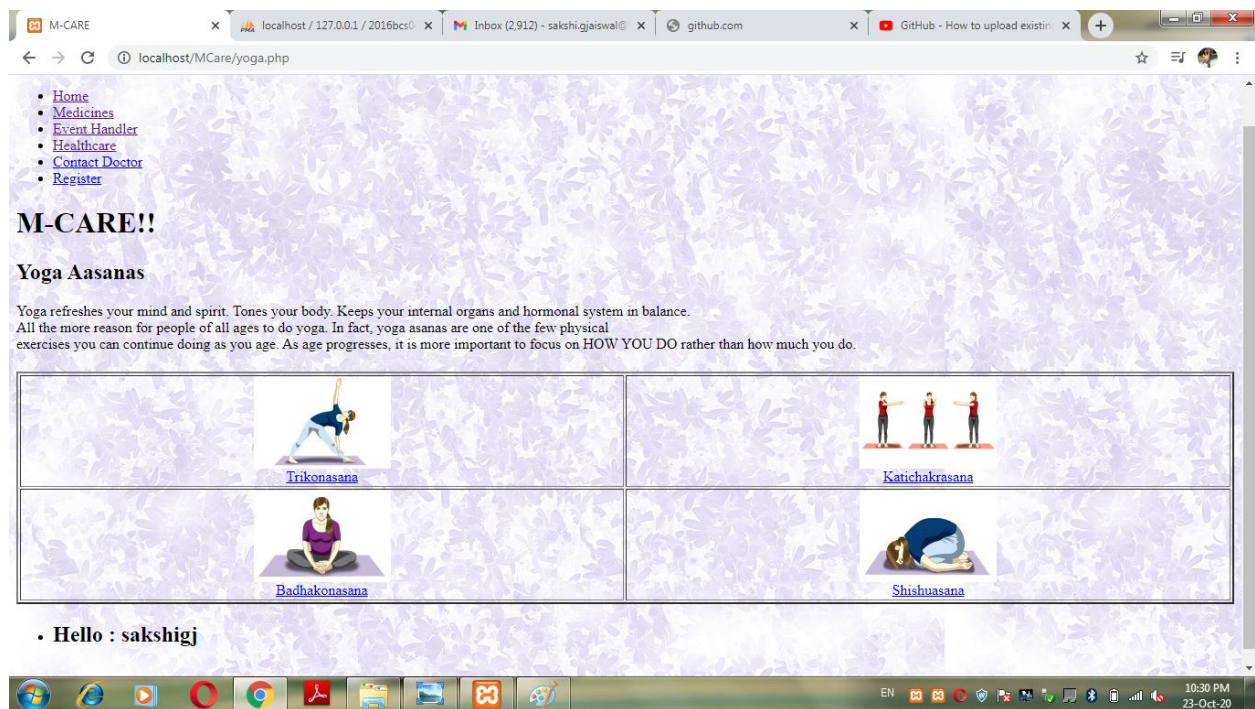 M-CARE
localhost / 127.0.0.1 / 2016bcs0
Inbox (2,912) - sakshi.gjaiswal@
github.com
GitHub - How to upload existin
localhost/MCare/yoga.php
Home
Medicines
Event Handler
Healthcare
Contact Doctor
Register
M-CARE!!
Yoga Aasanas
Yoga refreshes your mind and spirit. Tones your body. Keeps your internal organs and hormonal system in balance.
All the more reason for people of all ages to do yoga. In fact, yoga asanas are one of the few physical
exercises you can continue doing as you age. As age progresses, it is more important to focus on HOW YOU DO rather than how much you do.
Trikonasana
Katichakrasana
Badhakonasana
Shishuasana
Hello : sakshigj
EN
10:30 PM
23-Oct-20